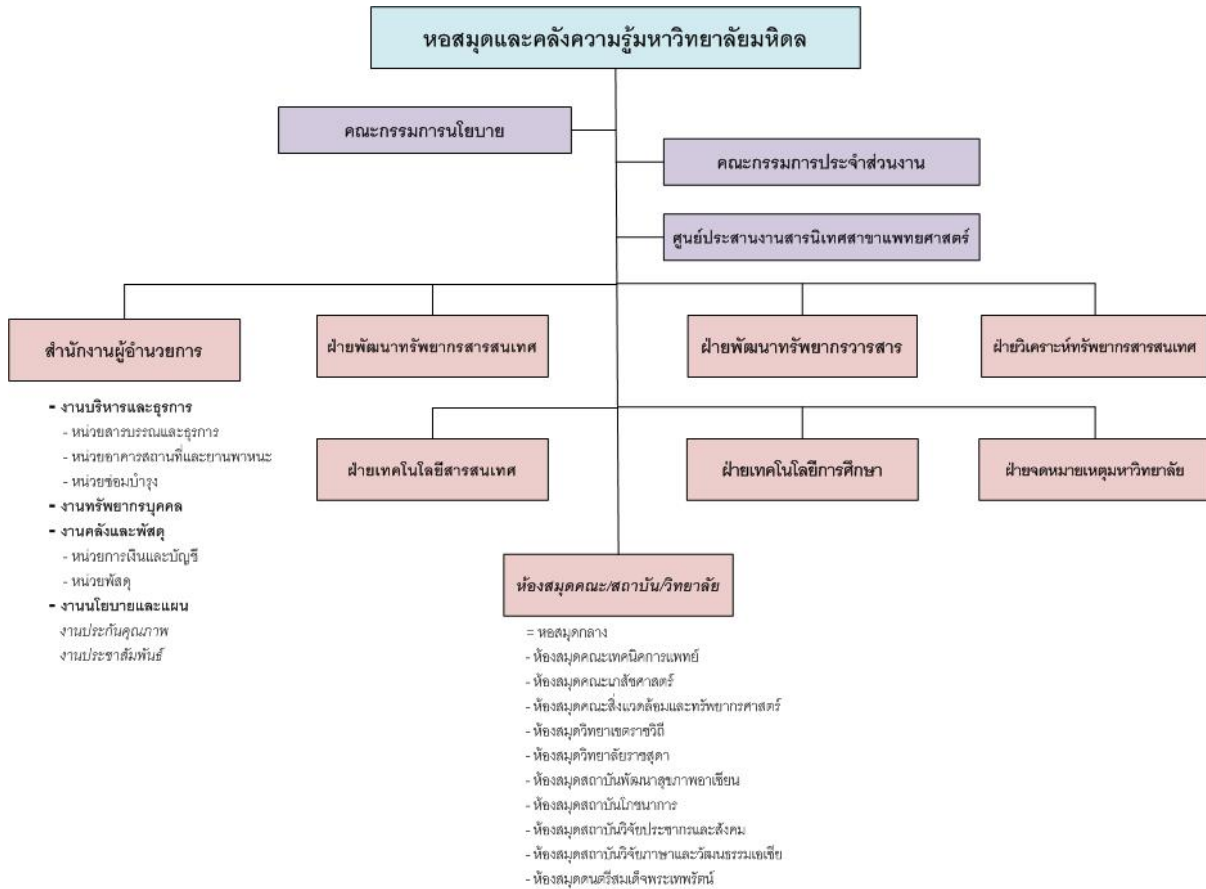 หอสมุดและคลังความรู้มหาวิทยาลัยมหิดล
คณะกรรมการนโยบาย
คณะกรรมการประจำส่วนงาน
ศูนย์ประสานงานสารนิเทศสาขาแพทยศาสตร์
สำนักงานผู้อำนวยการ
ฝ่ายพัฒนาทรัพยากรสารสนเทศ
ฝ่ายพัฒนาทรัพยากรวารสาร
ฝ่ายวิเคราะห์ทรัพยากรสารสนเทศ
- งานบริหารและธุรการ
- หน่วยสารบรรณและธุรการ
- หน่วยอาคารสถานที่และยานพาหนะ
- หน่วยซ่อมบำรุง
- งานทรัพยากรบุคคล
- งานคลังและพัสดุ
- หน่วยการเงินและบัญชี
- หน่วยพัสดุ
- งานนโยบายและแผน
งานประกันคุณภาพ
งานประชาสัมพันธ์
ฝ่ายเทคโนโลยีสารสนเทศ
ฝ่ายเทคโนโลยีการศึกษา
ฝ่ายจดหมายเหตุมหาวิทยาลัย
ห้องสมุดคณะ/สถาบัน/วิทยาลัย
= หอสมุดกลาง
- ห้องสมุดคณะเทคนิคการแพทย์
- ห้องสมุดคณะเภสัชศาสตร์
- ห้องสมุดคณะสิ่งแวดล้อมและทรัพยากรศาสตร์
- ห้องสมุดวิทยาเขตราชวิถี
- ห้องสมุดวิทยาลัยราชสุดา
- ห้องสมุดสถาบันพัฒนาสุขภาพอาเซียน
- ห้องสมุดสถาบันโภชนาการ
- ห้องสมุดสถาบันวิจัยประชากรและสังคม
- ห้องสมุดสถาบันวิจัยภาษาและวัฒนธรรมเอเชีย
- ห้องสมุดดนตรีสมเด็จพระเทพรัตน์